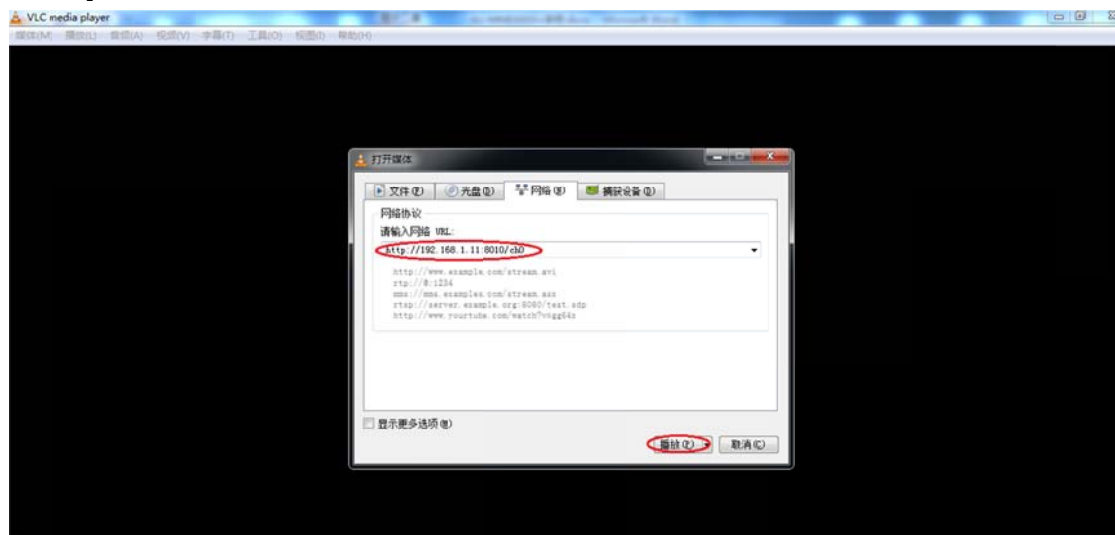 VLC media player
媒体(M) 播放(L) 音频(A) 视频(V) 字幕(T) 工具(O) 视图(I) 帮助(H)
打开媒体
文件(F) 光盘(D) 网络(N) 捕获设备(D)
网络协议
请输入网络 URL:
http://192.168.1.11:8010/ch0
http://www.example.com/stream.avi
rtp://@:1234
mms://mms.examples.com/stream.asx
rtsp://server.example.org:8080/test.sdp
http://www.yourtube.com/watch?v=gg64x
显示更多选项(M)
播放(P) 取消(C)